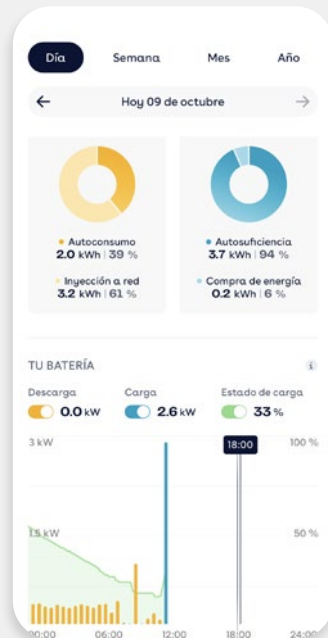 Día Semana Mes Año
← Hoy 09 de octubre →
Autoconsumo
2.0 kWh | 39 %
Inyección a red
3.2 kWh | 61 %
Autosuficiencia
3.7 kWh | 94 %
Compra de energía
0.2 kWh | 6 %
TU BATERÍA i
Descarga Carga Estado de carga
0.0 kW 2.6 kW 33 %
3 kW 18:00 100 %
1.5 kW 50 %
00:00 06:00 12:00 18:00 24:00